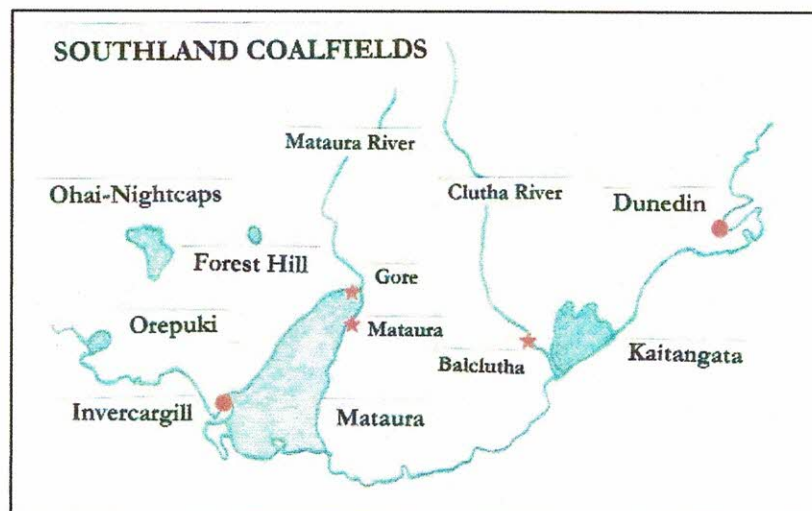 SOUTHLAND COALFIELDS
Mataura River
Ohai-Nightcaps
Clutha River
Dunedin
Forest Hill
Gore
Orepuki
Mataura
Balclutha
Kaitangata
Invercargill
Mataura